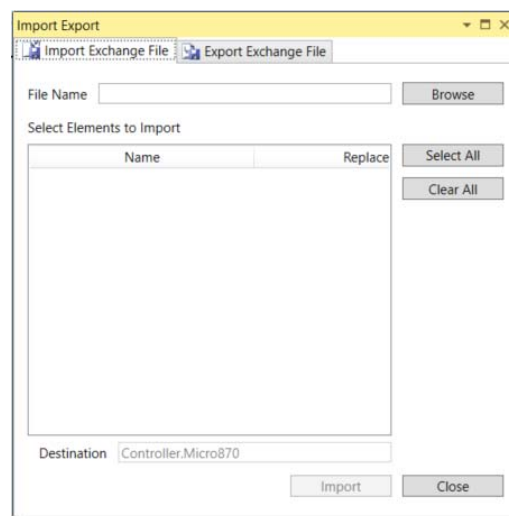 Import Export
Import Exchange File Export Exchange File
File Name Browse
Select Elements to Import
Name Replace Select All
Clear All
Destination Controller.Micro870
Import Close